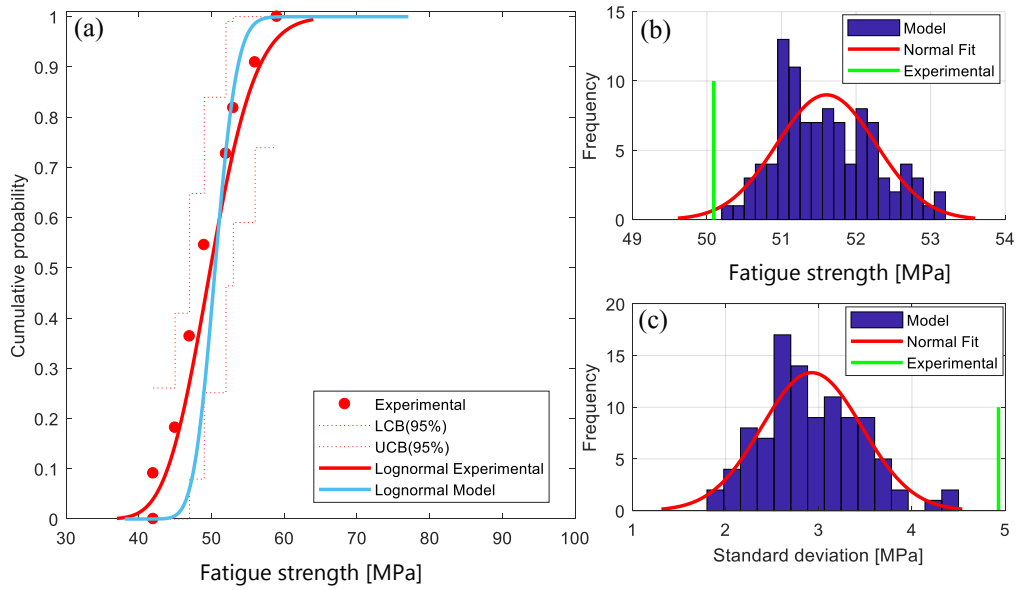 (a)
1
0.9
0.8
0.7
0.6
0.5
0.4
0.3
0.2
0.1
0
Cumulative probability
Experimental
LCB(95%)
UCB(95%)
Lognormal Experimental
Lognormal Model
30
40
50
60
70
80
90
100
Fatigue strength [MPa]
(b)
15
10
5
0
Frequency
Model
Normal Fit
Experimental
49
50
51
52
53
54
Fatigue strength [MPa]
(c)
20
15
10
5
0
Frequency
Model
Normal Fit
Experimental
1
2
3
4
5
Standard deviation [MPa]